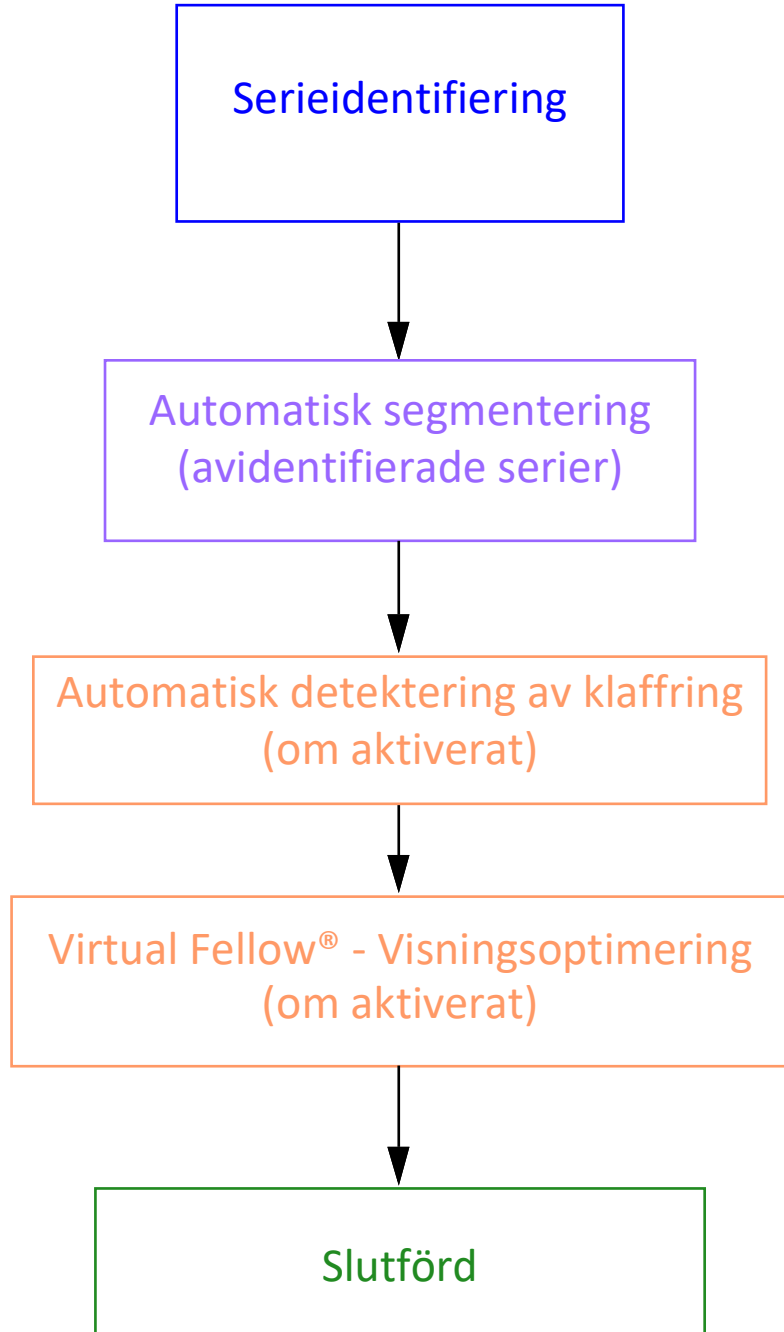 Serieidentifiering
Automatisk segmentering
(avidentifierade serier)
Automatisk detektering av klaffring
(om aktiverat)
Virtual Fellow® - Visningsoptimering
(om aktiverat)
Slutförd